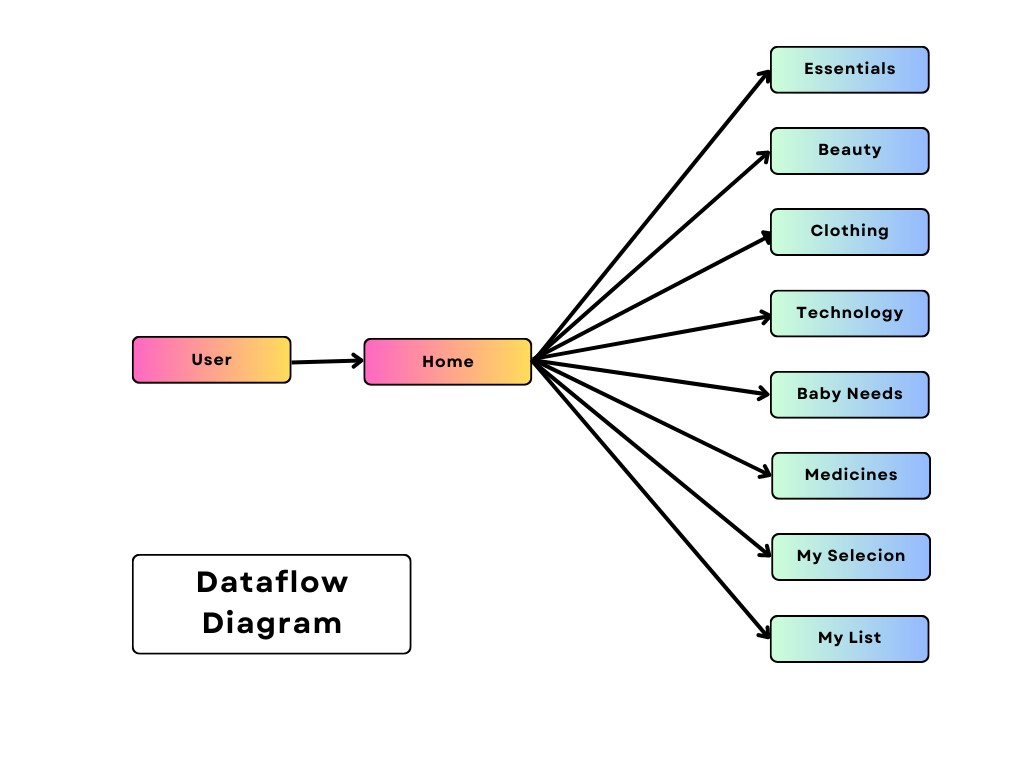 Essentials
Beauty
Clothing
Technology
User
Home
Baby Needs
Medicines
My Selecion
Dataflow
Diagram
My List